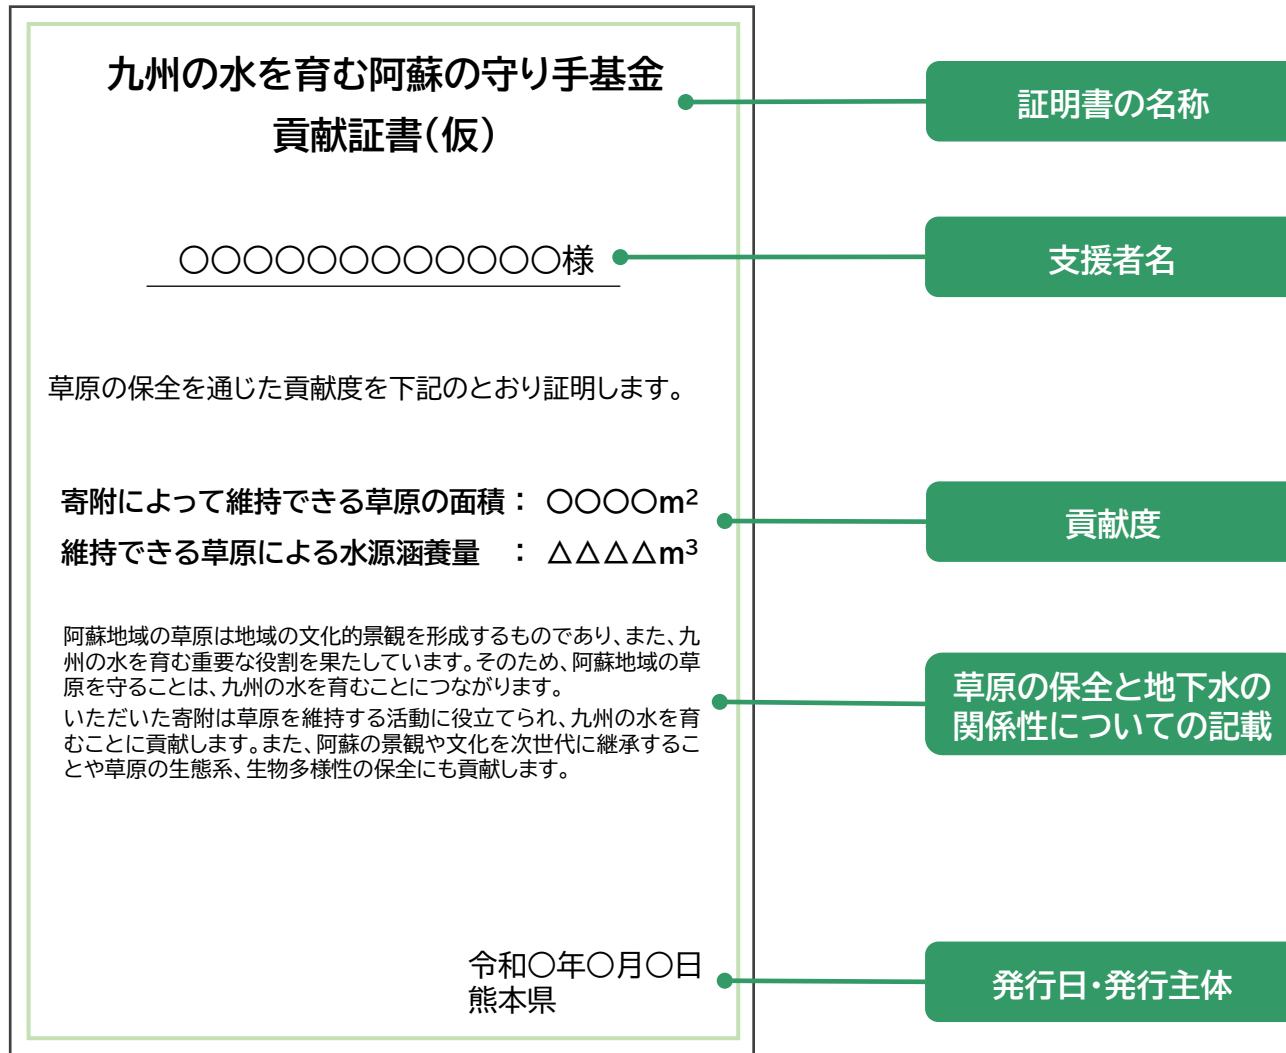 九州の水を育む阿蘇の守り手基金
貢献証書(仮)
〇〇〇〇〇〇〇〇〇〇〇〇様
草原の保全を通じた貢献度を下記のとおり証明します。
寄附によって維持できる草原の面積： 〇〇〇〇m²
維持できる草原による水源涵養量 ： △△△△m³
阿蘇地域の草原は地域の文化的景観を形成するものであり、また、九
州の水を育む重要な役割を果たしています。そのため、阿蘇地域の草
原を守ることは、九州の水を育むことにつながります。
いただいた寄附は草原を維持する活動に役立てられ、九州の水を育
むことに貢献します。また、阿蘇の景観や文化を次世代に継承するこ
とや草原の生態系、生物多様性の保全にも貢献します。
令和〇年〇月〇日
熊本県
証明書の名称
支援者名
貢献度
草原の保全と地下水の
関係性についての記載
発行日・発行主体